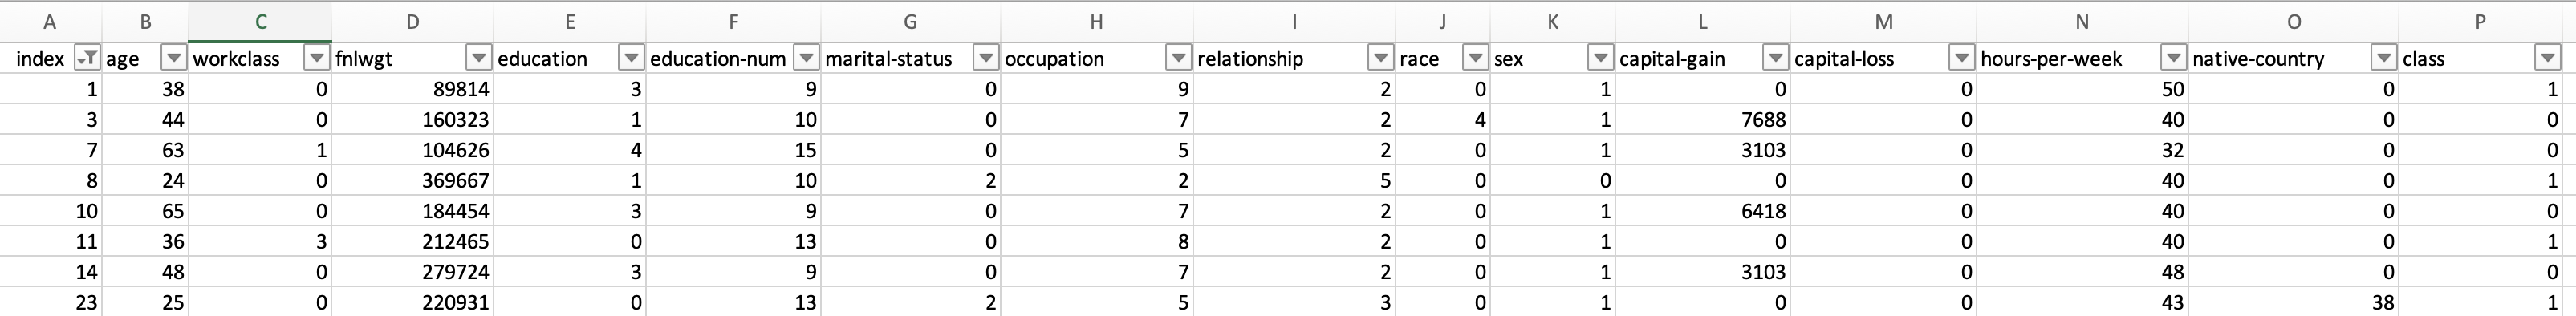 A B C D E F G H I J K L M N O P
index age workclass fnlwgt education education-num marital-status occupation relationship race sex capital-gain capital-loss hours-per-week native-country class
1 38 0 89814 3 9 0 9 2 0 1 0 0 50 0 1
3 44 0 160323 1 10 0 7 2 4 1 7688 0 40 0 0
7 63 1 104626 4 15 0 5 2 0 1 3103 0 32 0 0
8 24 0 369667 1 10 2 2 5 0 0 0 0 40 0 1
10 65 0 184454 3 9 0 7 2 0 1 6418 0 40 0 0
11 36 3 212465 0 13 0 8 2 0 1 0 0 40 0 1
14 48 0 279724 3 9 0 7 2 0 1 3103 0 48 0 0
23 25 0 220931 0 13 2 5 3 0 1 0 0 43 38 1